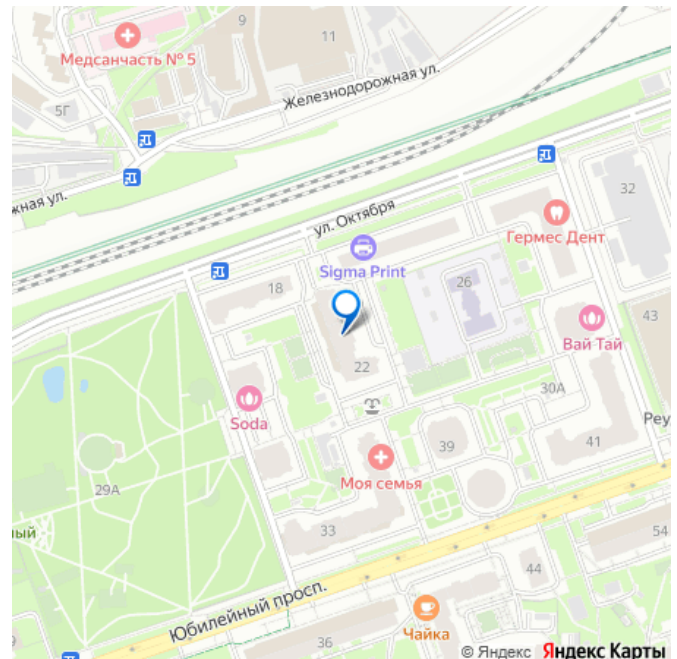 9
11
Медсанчасть № 5
5Г
Железнодорожная ул.
жная ул.
32
ул. Октября
Гермес Дент
Sigma Print
18
26
43
Вай Тай
22
30А
Soda
Реу
39
41
Моя семья
29А
33
ый
54
44
Юбилейный просп.
9
36
Чайка
© Яндекс Яндекс Карты